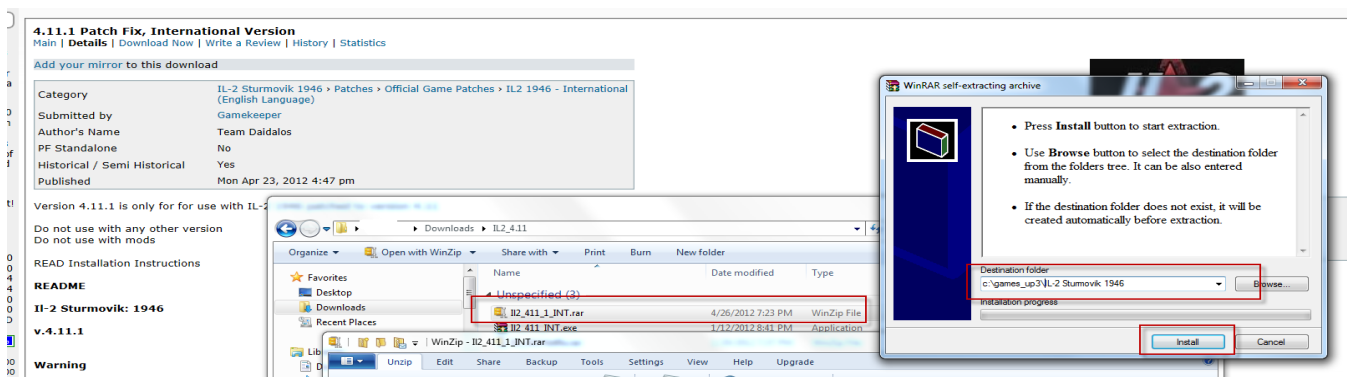 4.11.1 Patch Fix, International Version
Main | Details | Download Now | Write a Review | History | Statistics
Add your mirror to this download
Category
IL-2 Sturmovik 1946 › Patches › Official Game Patches › IL2 1946 - International
(English Language)
Submitted by Gamekeeper
Author's Name Team Daidalos
PF Standalone No
Historical / Semi Historical Yes
Published Mon Apr 23, 2012 4:47 pm
Version 4.11.1 is only for for use with IL-2
Do not use with any other version
Do not use with mods
READ Installation Instructions
README
Il-2 Sturmovik: 1946
v.4.11.1
Warning
Downloads ▸ IL2_4.11
Organize Open with WinZip Share with Print Burn New folder
Favorites
Desktop
Downloads
Recent Places
Lib
D
Name Date modified Type
Unspecified (3)
Il2_411_1_INT.rar 4/26/2012 7:23 PM WinZip File
Il2_411_INT.exe 1/12/2012 8:41 PM Application
WinZip - Il2_411_1_INT.rar
Unzip Edit Share Backup Tools Settings View Help Upgrade
WinRAR self-extracting archive
• Press Install button to start extraction.
• Use Browse button to select the destination folder
from the folders tree. It can be also entered
manually.
• If the destination folder does not exist, it will be
created automatically before extraction.
Destination folder
c:\games_up3\IL-2 Sturmovik 1946
Browse...
Installation progress
Install Cancel